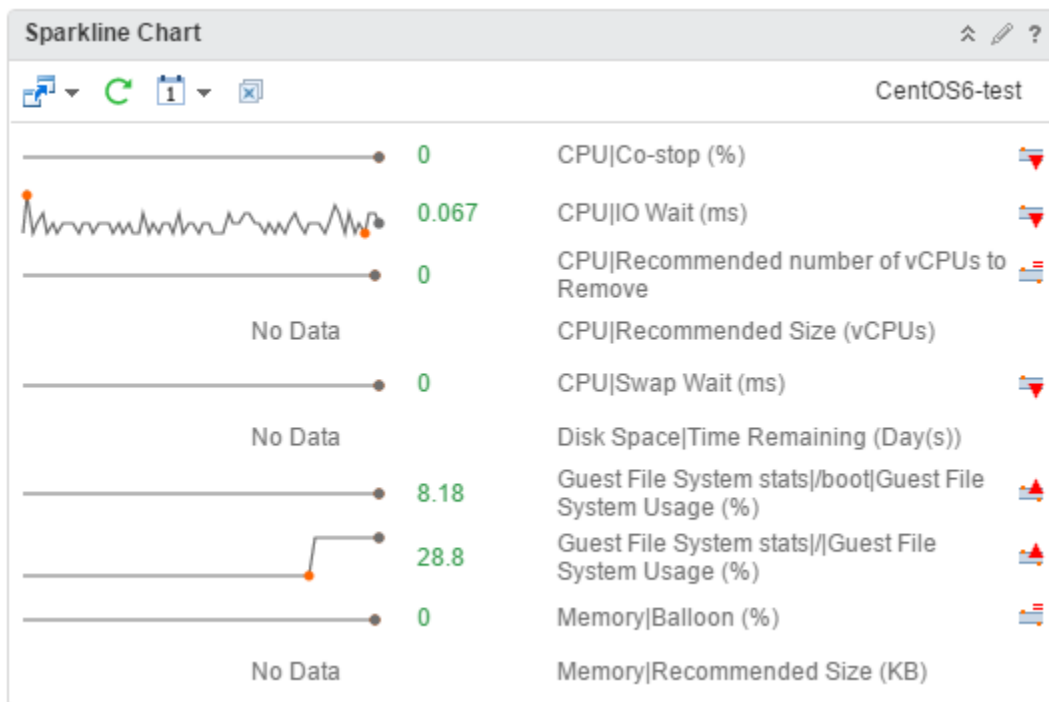 Sparkline Chart ?
1 CentOS6-test
0 CPU|Co-stop (%)
0.067 CPU|IO Wait (ms)
0 CPU|Recommended number of vCPUs to
Remove
No Data CPU|Recommended Size (vCPUs)
0 CPU|Swap Wait (ms)
No Data Disk Space|Time Remaining (Day(s))
8.18 Guest File System stats|/boot|Guest File
System Usage (%)
28.8 Guest File System stats|/|Guest File
System Usage (%)
0 Memory|Balloon (%)
No Data Memory|Recommended Size (KB)